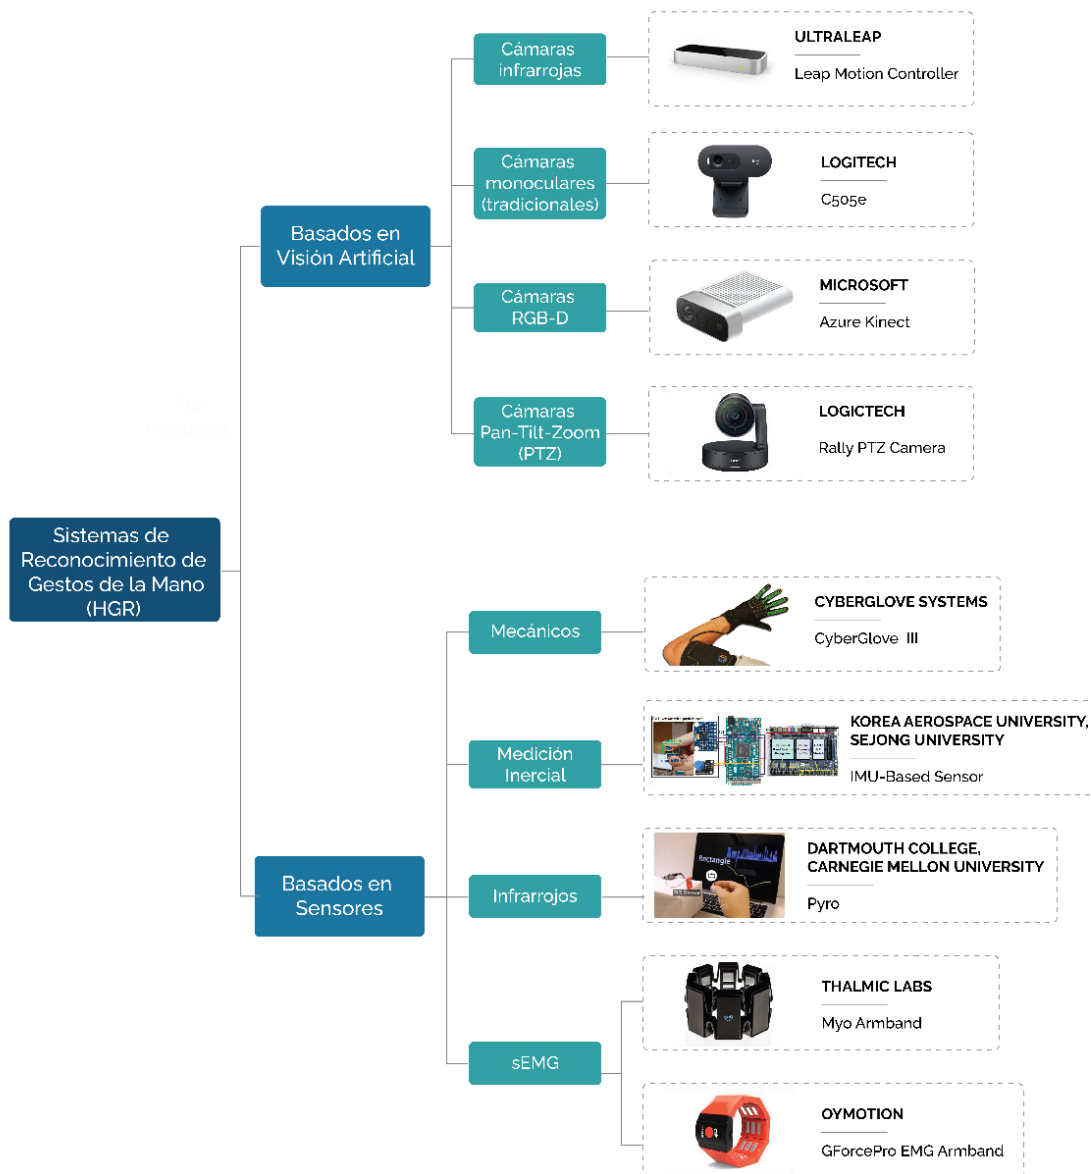 Cámaras
infrarrojas
ULTRALEAP
Leap Motion Controller
Cámaras
monoculares
(tradicionales)
LOGITECH
C505e
Basados en
Visión Artificial
Cámaras
RGB-D
MICROSOFT
Azure Kinect
Cámaras
Pan-Tilt-Zoom
(PTZ)
LOGICTECH
Rally PTZ Camera
Sistemas de
Reconocimiento de
Gestos de la Mano
(HGR)
Mecánicos
CYBERGLOVE SYSTEMS
CyberGlove III
Medición
Inercial
KOREA AEROSPACE UNIVERSITY,
SEJONG UNIVERSITY
IMU-Based Sensor
Basados en
Sensores
Infrarrojos
Rectangle
DARTMOUTH COLLEGE,
CARNEGIE MELLON UNIVERSITY
Pyro
sEMG
THALMIC LABS
Myo Armband
OYMOTION
GForcePro EMG Armband